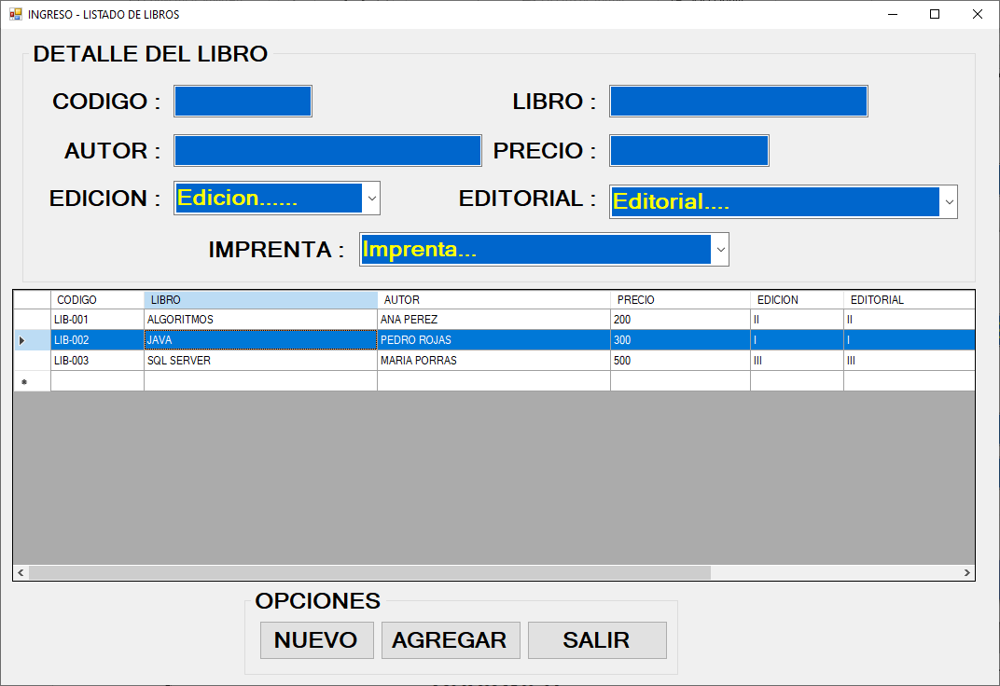 INGRESO - LISTADO DE LIBROS
DETALLE DEL LIBRO
CODIGO : LIBRO :
AUTOR : PRECIO :
EDICION : Edicion...... EDITORIAL : Editorial....
IMPRENTA : Imprenta...
CODIGO LIBRO AUTOR PRECIO EDICION EDITORIAL
LIB-001 ALGORITMOS ANA PEREZ 200 II II
LIB-002 JAVA PEDRO ROJAS 300 I I
LIB-003 SQL SERVER MARIA PORRAS 500 III III
OPCIONES
NUEVO AGREGAR SALIR